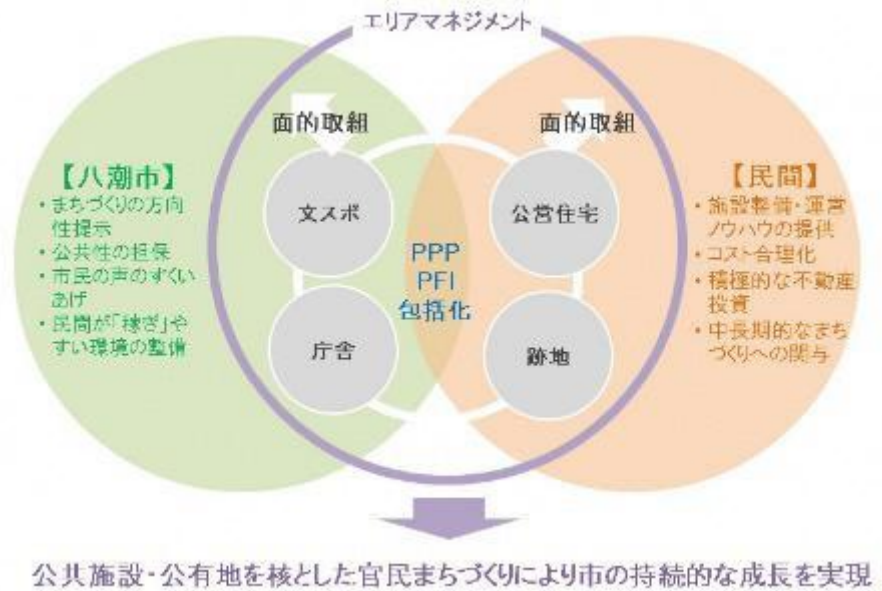 エリアマネジメント
面的取組
面的取組
【八潮市】
・まちづくりの方向
性提示
・公共性の担保
・市民の声のすくい
あげ
・民間が「稼ぎ」や
すい環境の整備
文スポ
公営住宅
PPP
PFI
包括化
庁舎
跡地
【民間】
・施設整備・運営
ノウハウの提供
・コスト合理化
・積極的な不動産
投資
・中長期的なまち
づくりへの関与
公共施設・公有地を核とした官民まちづくりにより市の持続的な成長を実現